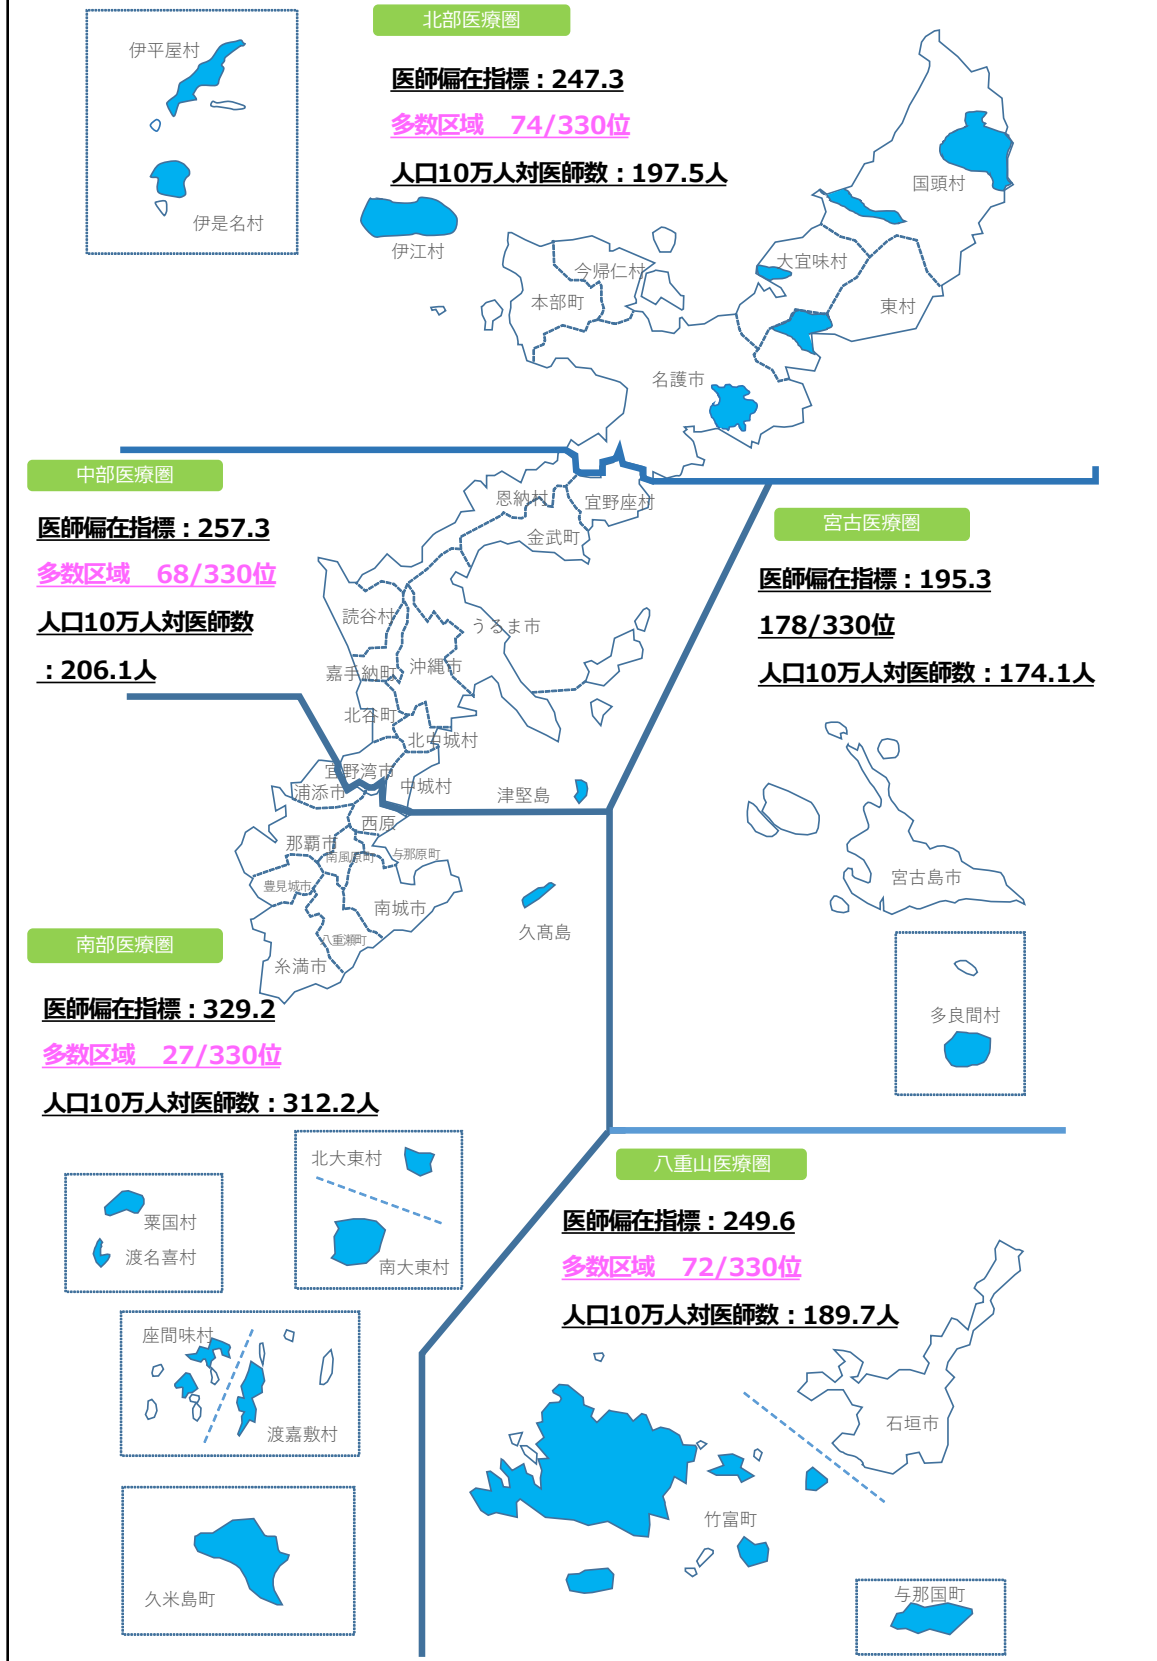 北部医療圏
医師偏在指標：247.3
多数区域　74/330位
人口10万人対医師数：197.5人
伊平屋村
伊是名村
伊江村
国頭村
大宜味村
東村
今帰仁村
本部町
名護市
中部医療圏
医師偏在指標：257.3
多数区域　68/330位
人口10万人対医師数
：206.1人
恩納村
宜野座村
金武町
読谷村
うるま市
嘉手納町
沖縄市
北谷町
北中城村
宜野湾市
中城村
津堅島
宮古医療圏
医師偏在指標：195.3
178/330位
人口10万人対医師数：174.1人
宮古島市
多良間村
浦添市
西原
那覇市
南風原町
与那原町
豊見城市
南城市
久髙島
八重瀬町
糸満市
南部医療圏
医師偏在指標：329.2
多数区域　27/330位
人口10万人対医師数：312.2人
北大東村
南大東村
粟国村
渡名喜村
座間味村
渡嘉敷村
久米島町
八重山医療圏
医師偏在指標：249.6
多数区域　72/330位
人口10万人対医師数：189.7人
石垣市
竹富町
与那国町